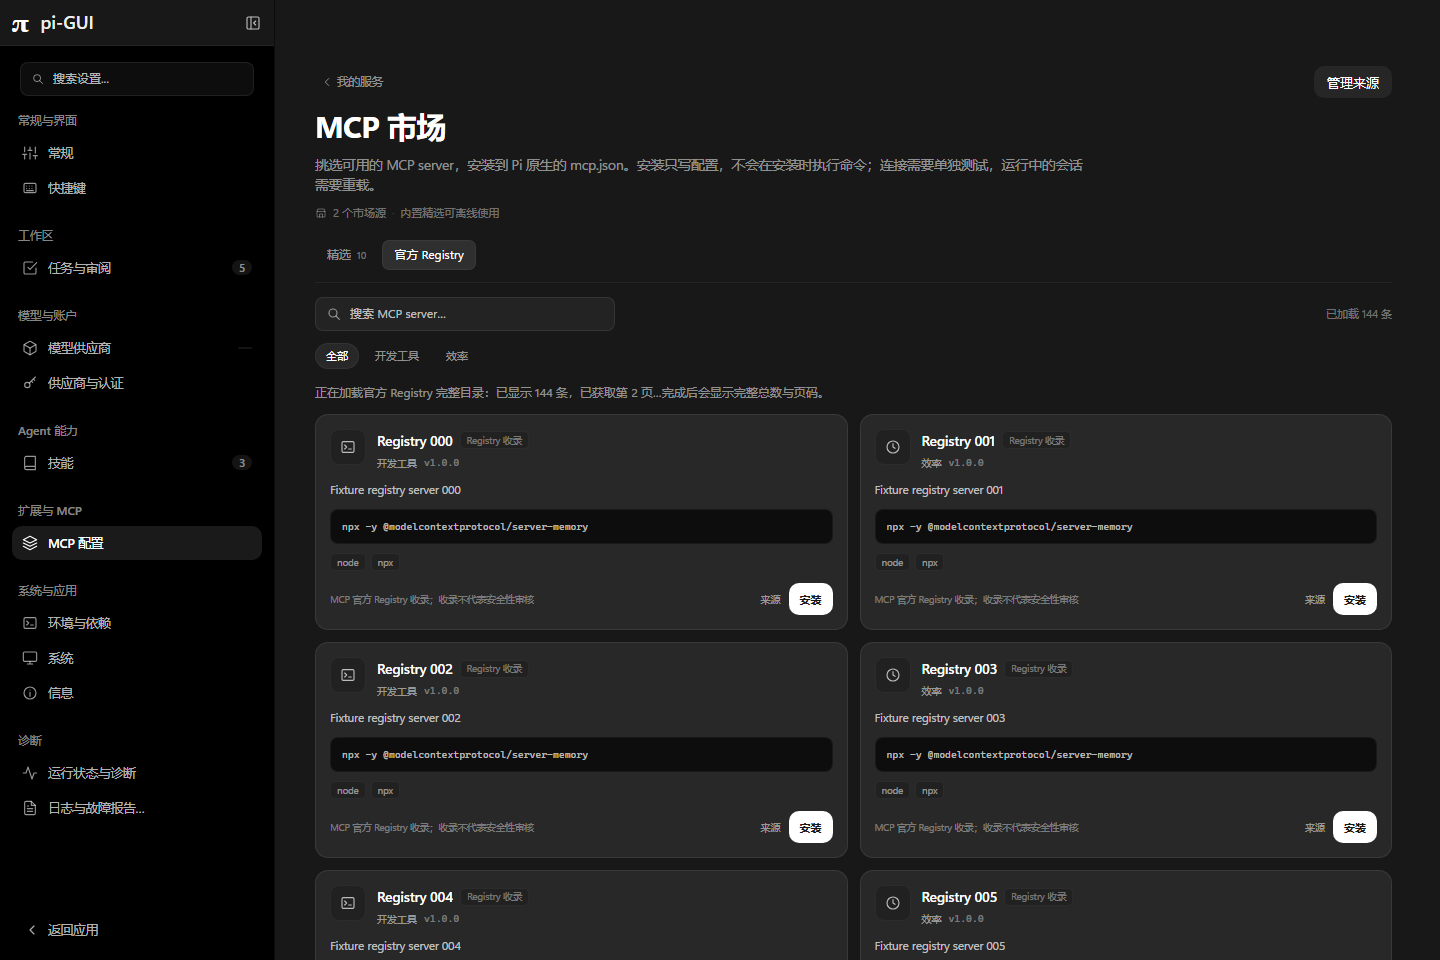 π pi-GUI
搜索设置...
常规与界面
常规
快捷键
工作区
任务与审阅 5
模型与账户
模型供应商
供应商与认证
Agent 能力
技能 3
扩展与 MCP
MCP 配置
系统与应用
环境与依赖
系统
信息
诊断
运行状态与诊断
日志与故障报告...
返回应用
我的服务
管理来源
MCP 市场
挑选可用的 MCP server，安装到 Pi 原生的 mcp.json。安装只写配置，不会在安装时执行命令；连接需要单独测试，运行中的会话
需要重载。
2 个市场源 · 内置精选可离线使用
精选 10 官方 Registry
搜索 MCP server...
已加载 144 条
全部 开发工具 效率
正在加载官方 Registry 完整目录：已显示 144 条，已获取第 2 页...完成后会显示完整总数与页码。
Registry 000 Registry 收录
开发工具 v1.0.0
Fixture registry server 000
npx -y @modelcontextprotocol/server-memory
node npx
MCP 官方 Registry 收录；收录不代表安全性审核 来源 安装
Registry 001 Registry 收录
效率 v1.0.0
Fixture registry server 001
npx -y @modelcontextprotocol/server-memory
node npx
MCP 官方 Registry 收录；收录不代表安全性审核 来源 安装
Registry 002 Registry 收录
开发工具 v1.0.0
Fixture registry server 002
npx -y @modelcontextprotocol/server-memory
node npx
MCP 官方 Registry 收录；收录不代表安全性审核 来源 安装
Registry 003 Registry 收录
效率 v1.0.0
Fixture registry server 003
npx -y @modelcontextprotocol/server-memory
node npx
MCP 官方 Registry 收录；收录不代表安全性审核 来源 安装
Registry 004 Registry 收录
开发工具 v1.0.0
Fixture registry server 004
Registry 005 Registry 收录
效率 v1.0.0
Fixture registry server 005